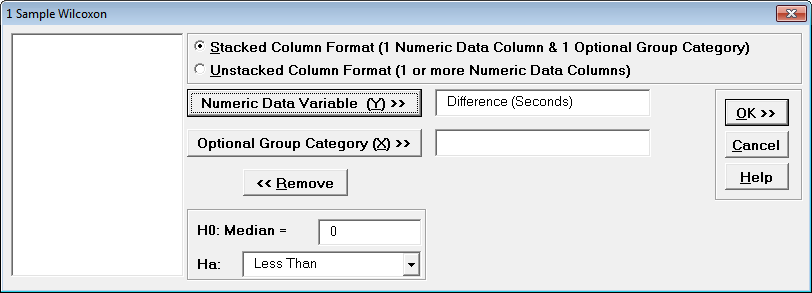 1 Sample Wilcoxon
Stacked Column Format (1 Numeric Data Column & 1 Optional Group Category)
Unstacked Column Format (1 or more Numeric Data Columns)
Numeric Data Variable (Y) >> Difference (Seconds)
OK >>
Optional Group Category (X) >>
Cancel
<< Remove
Help
H0: Median = 0
Ha: Less Than